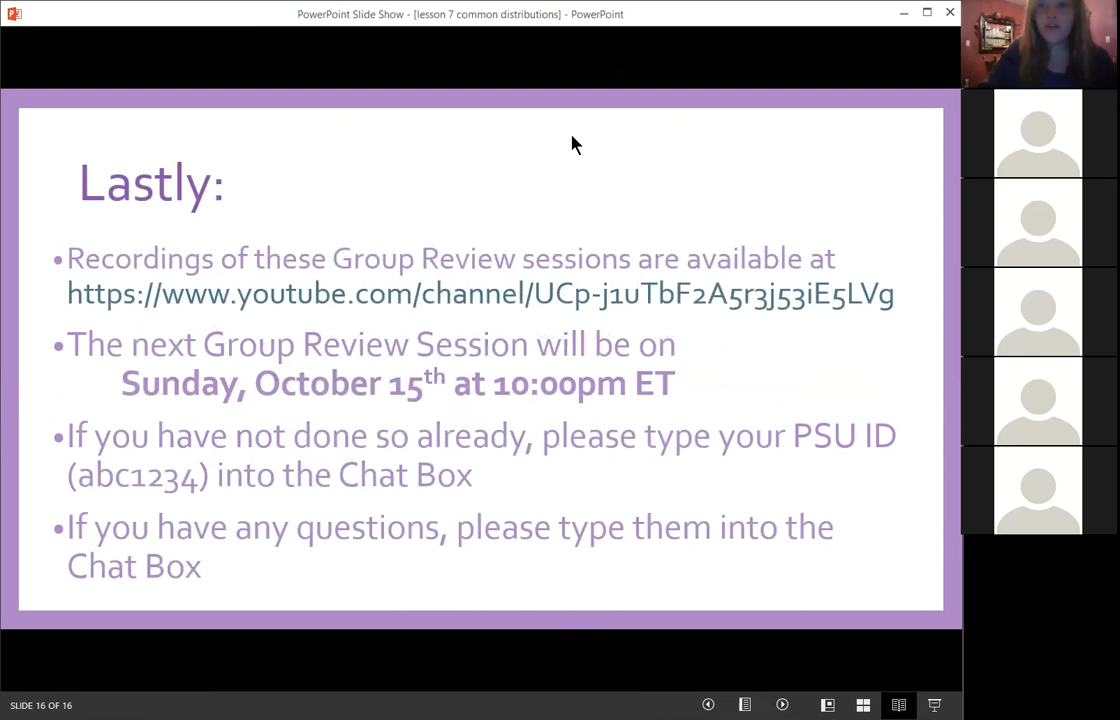 PowerPoint Slide Show - [lesson 7 common distributions] - PowerPoint
Lastly:
•Recordings of these Group Review sessions are available at
https://www.youtube.com/channel/UCp-j1uTbF2A5r3j53iE5LVg
•The next Group Review Session will be on
Sunday, October 15th at 10:00pm ET
•If you have not done so already, please type your PSU ID
(abc1234) into the Chat Box
•If you have any questions, please type them into the
Chat Box
SLIDE 16 OF 16